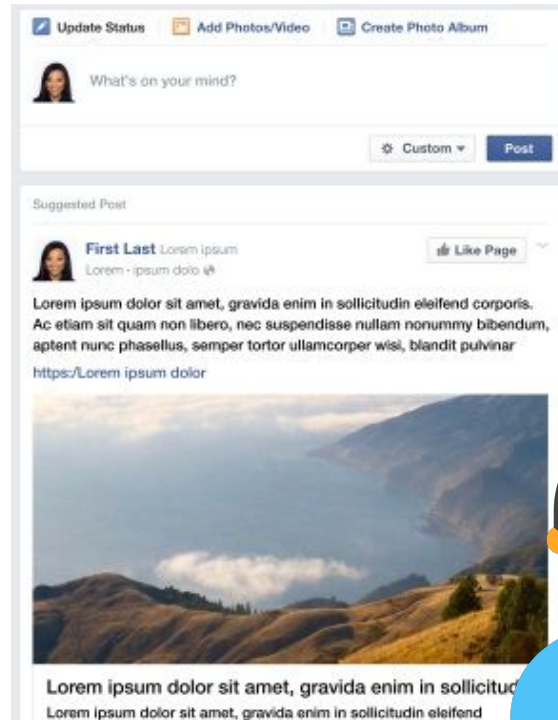 Update Status Add Photos/Video Create Photo Album
What's on your mind?
Custom Post
Suggested Post
First Last Lorem ipsum
Like Page
Lorem · ipsum dolo
Lorem ipsum dolor sit amet, gravida enim in sollicitudin eleifend corporis.
Ac etiam sit quam non libero, nec suspendisse nullam nonummy bibendum,
aptent nunc phasellus, semper tortor ullamcorper wisi, blandit pulvinar
https:/Lorem ipsum dolor
Lorem ipsum dolor sit amet, gravida enim in sollicitud
Lorem ipsum dolor sit amet, gravida enim in sollicitudin eleifend